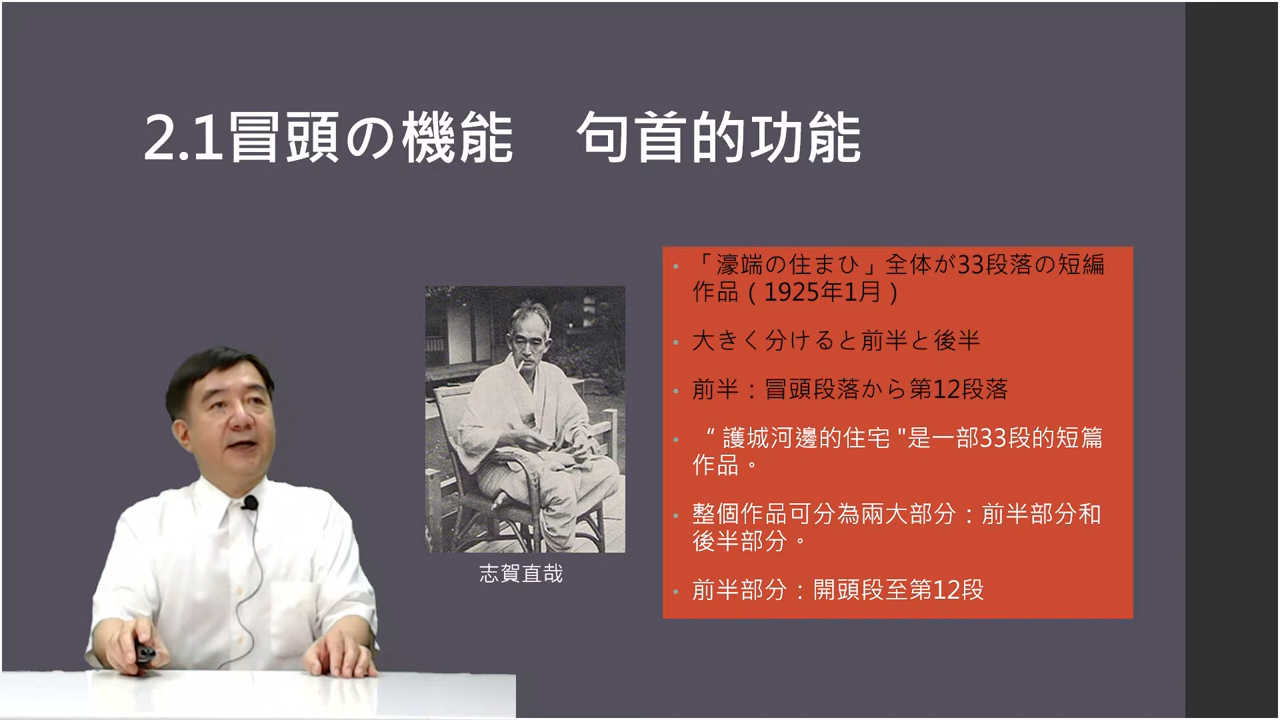 2.1冒頭の機能　句首的功能
「濠端の住まひ」全体が33段落の短編
作品（1925年1月）
大きく分けると前半と後半
前半：冒頭段落から第12段落
“ 護城河邊的住宅 "是一部33段的短篇
作品。
整個作品可分為兩大部分：前半部分和
後半部分。
前半部分：開頭段至第12段
志賀直哉